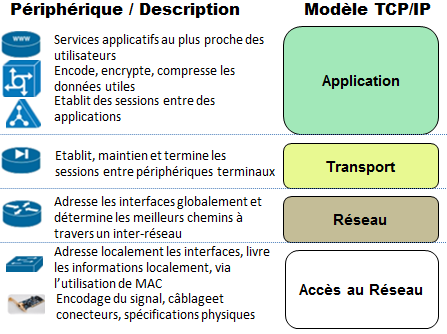 Périphérique / Description
Modèle TCP/IP
www
Services applicatifs au plus proche des
utilisateurs
Encode, encrypte, compresse les
données utiles
Etablit des sessions entre des
applications
Application
Etablit, maintien et termine les
sessions entre périphériques terminaux
Transport
Adresse les interfaces globalement et
détermine les meilleurs chemins à
travers un inter-réseau
Réseau
Adresse localement les interfaces, livre
les informations localement, via
l'utilisation de MAC
Encodage du signal, câblageet
conecteurs, spécifications physiques
Accès au Réseau